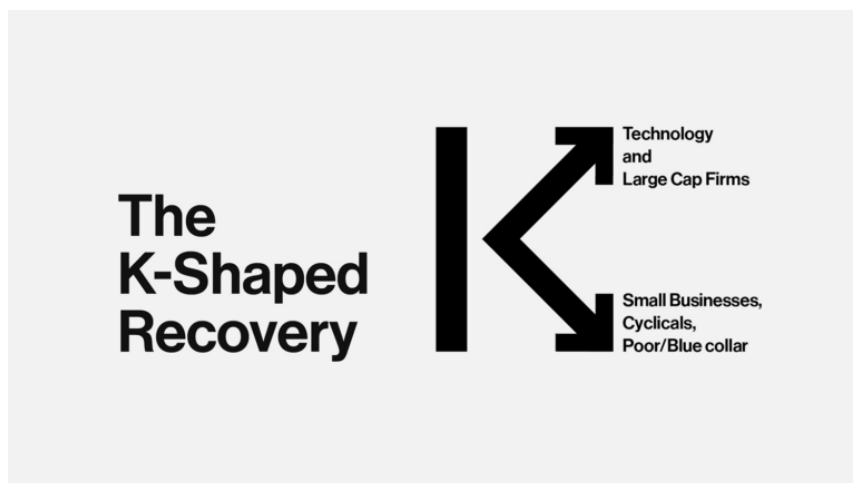 The
K-Shaped
Recovery
Technology
and
Large Cap Firms
Small Businesses,
Cyclicals,
Poor/Blue collar